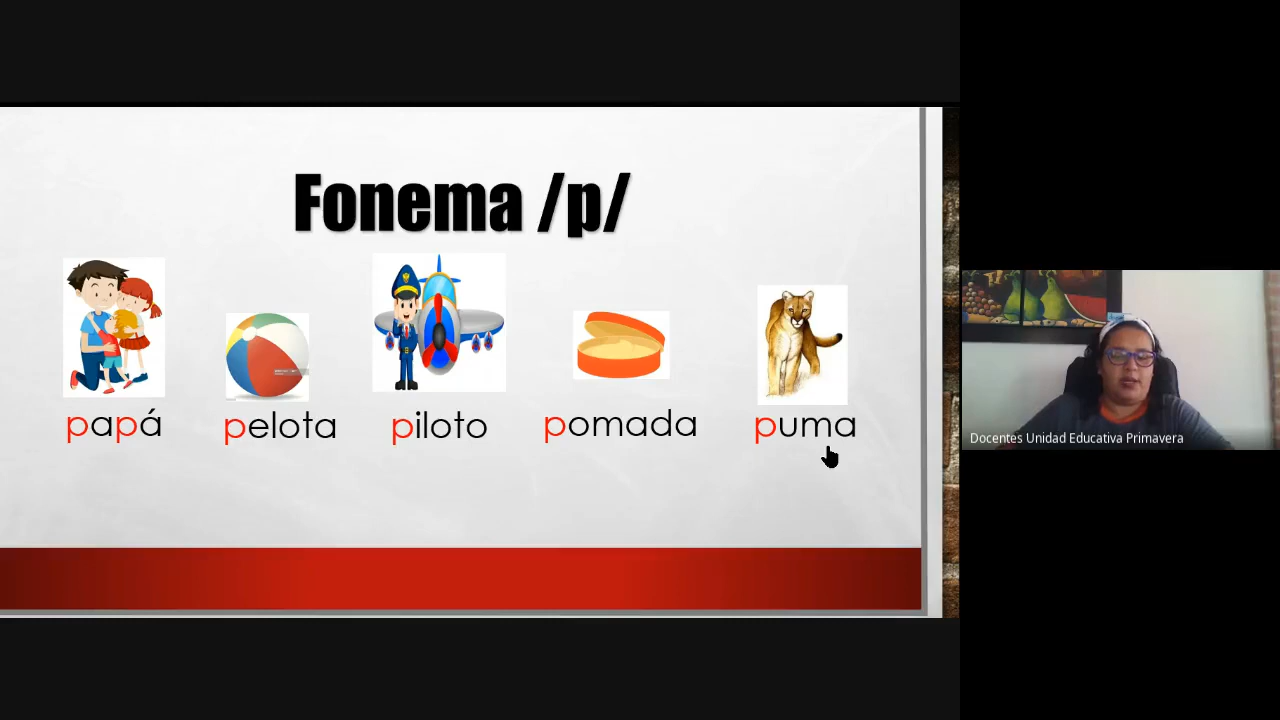 Fonema /p/
papá pelota piloto pomada puma
Docentes Unidad Educativa Primavera